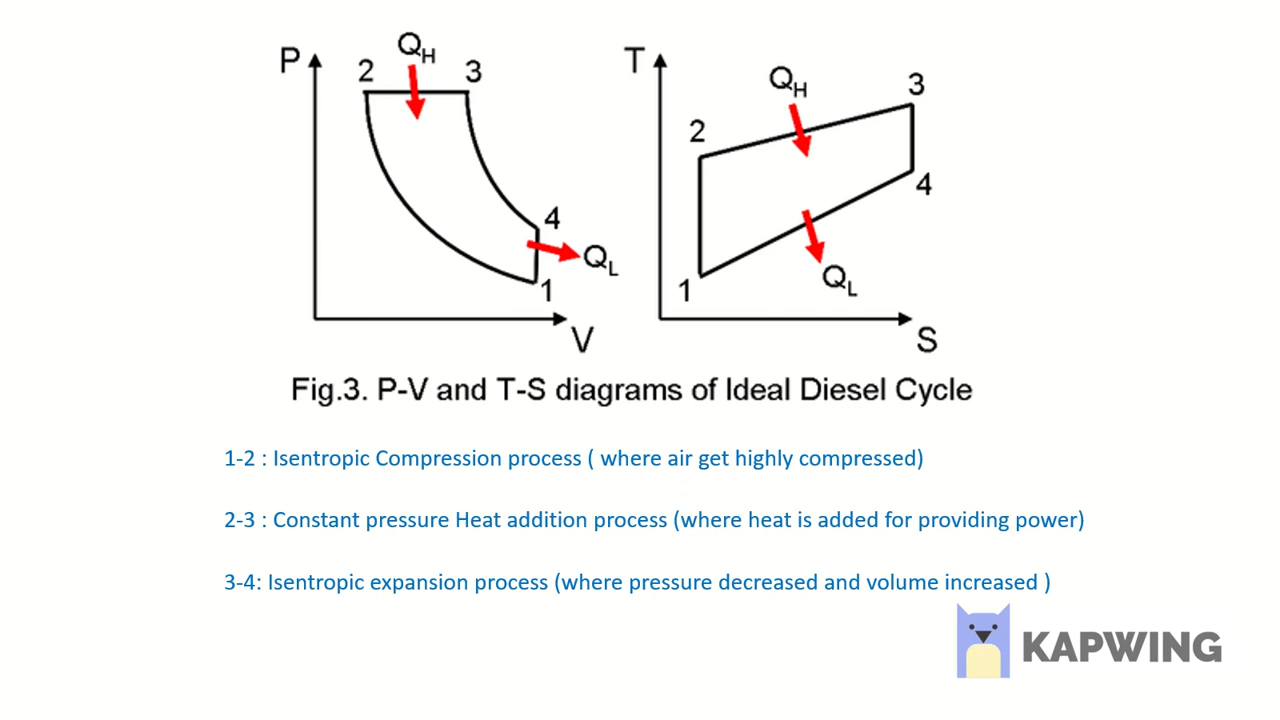 P
2
QH
3
4
QL
1
V
T
QH
3
2
4
1
QL
S
Fig.3. P-V and T-S diagrams of Ideal Diesel Cycle
1-2 : Isentropic Compression process ( where air get highly compressed)
2-3 : Constant pressure Heat addition process (where heat is added for providing power)
3-4: Isentropic expansion process (where pressure decreased and volume increased )
KAPWING